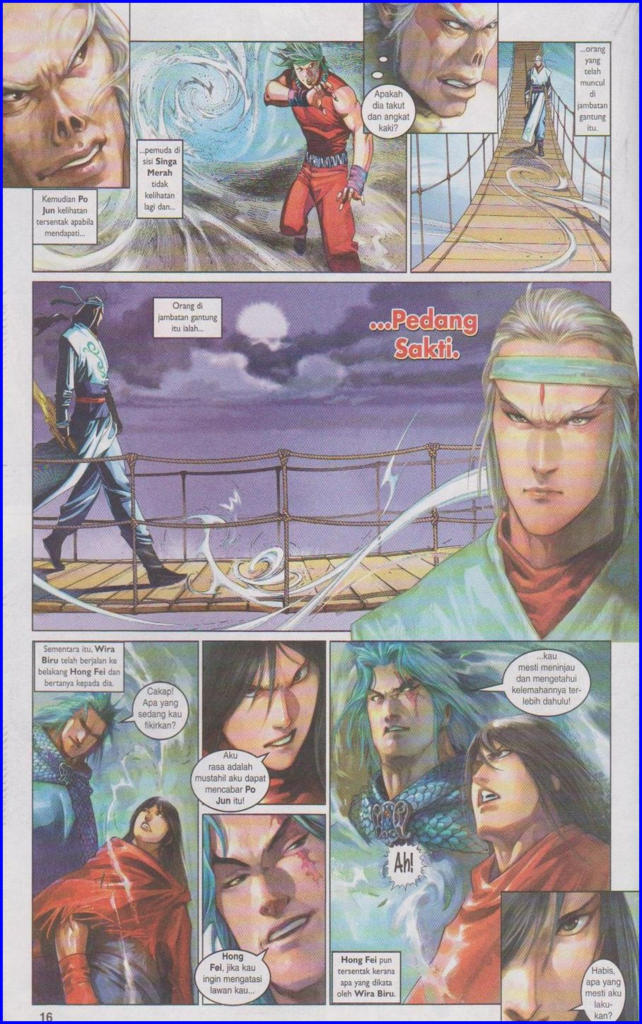 Kemudian Po
Jun kelihatan
tersentak apabila
mendapati...
...pemuda di
sisi Singa
Merah
tidak
kelihatan
lagi dan...
Apakah
dia takut
dan angkat
kaki?
...orang
yang
telah
muncul
di
jambatan
gantung
itu.
Orang di
jambatan gantung
itu ialah...
...Pedang
Sakti.
Sementara itu, Wira
Biru telah berjalan ke
belakang Hong Fei dan
bertanya kepada dia.
Cakap!
Apa yang
sedang kau
fikirkan?
Aku
rasa adalah
mustahil aku dapat
mencabar Po
Jun itu!
Hong
Fei, jika kau
ingin mengatasi
lawan kau...
...kau
mesti meninjau
dan mengetahui
kelemahannya ter-
lebih dahulu!
Ah!
Hong Fei pun
tersentak kerana
apa yang dikata
oleh Wira Biru.
Habis,
apa yang
mesti aku
laku-
kan?
16